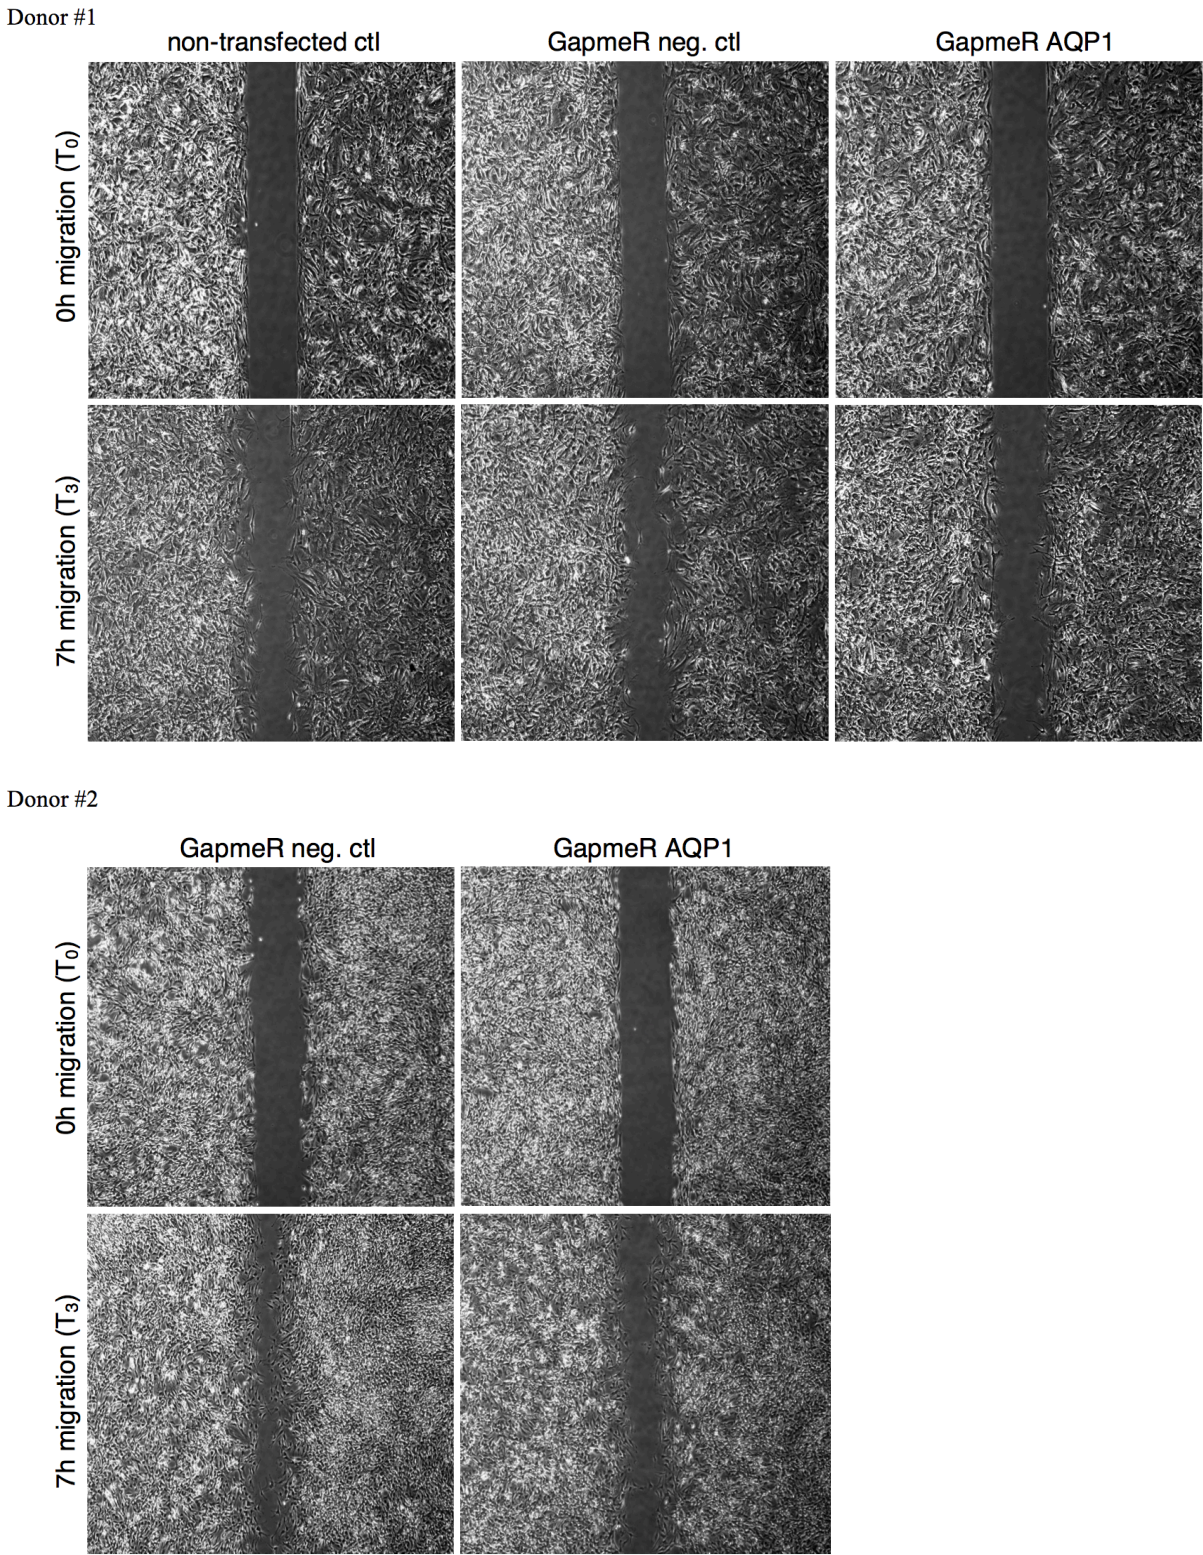 Donor #1
non-transfected ctl
GapmeR neg. ctl
GapmeR AQP1
0h migration (T₀)
7h migration (T₃)
Donor #2
GapmeR neg. ctl
GapmeR AQP1
0h migration (T₀)
7h migration (T₃)